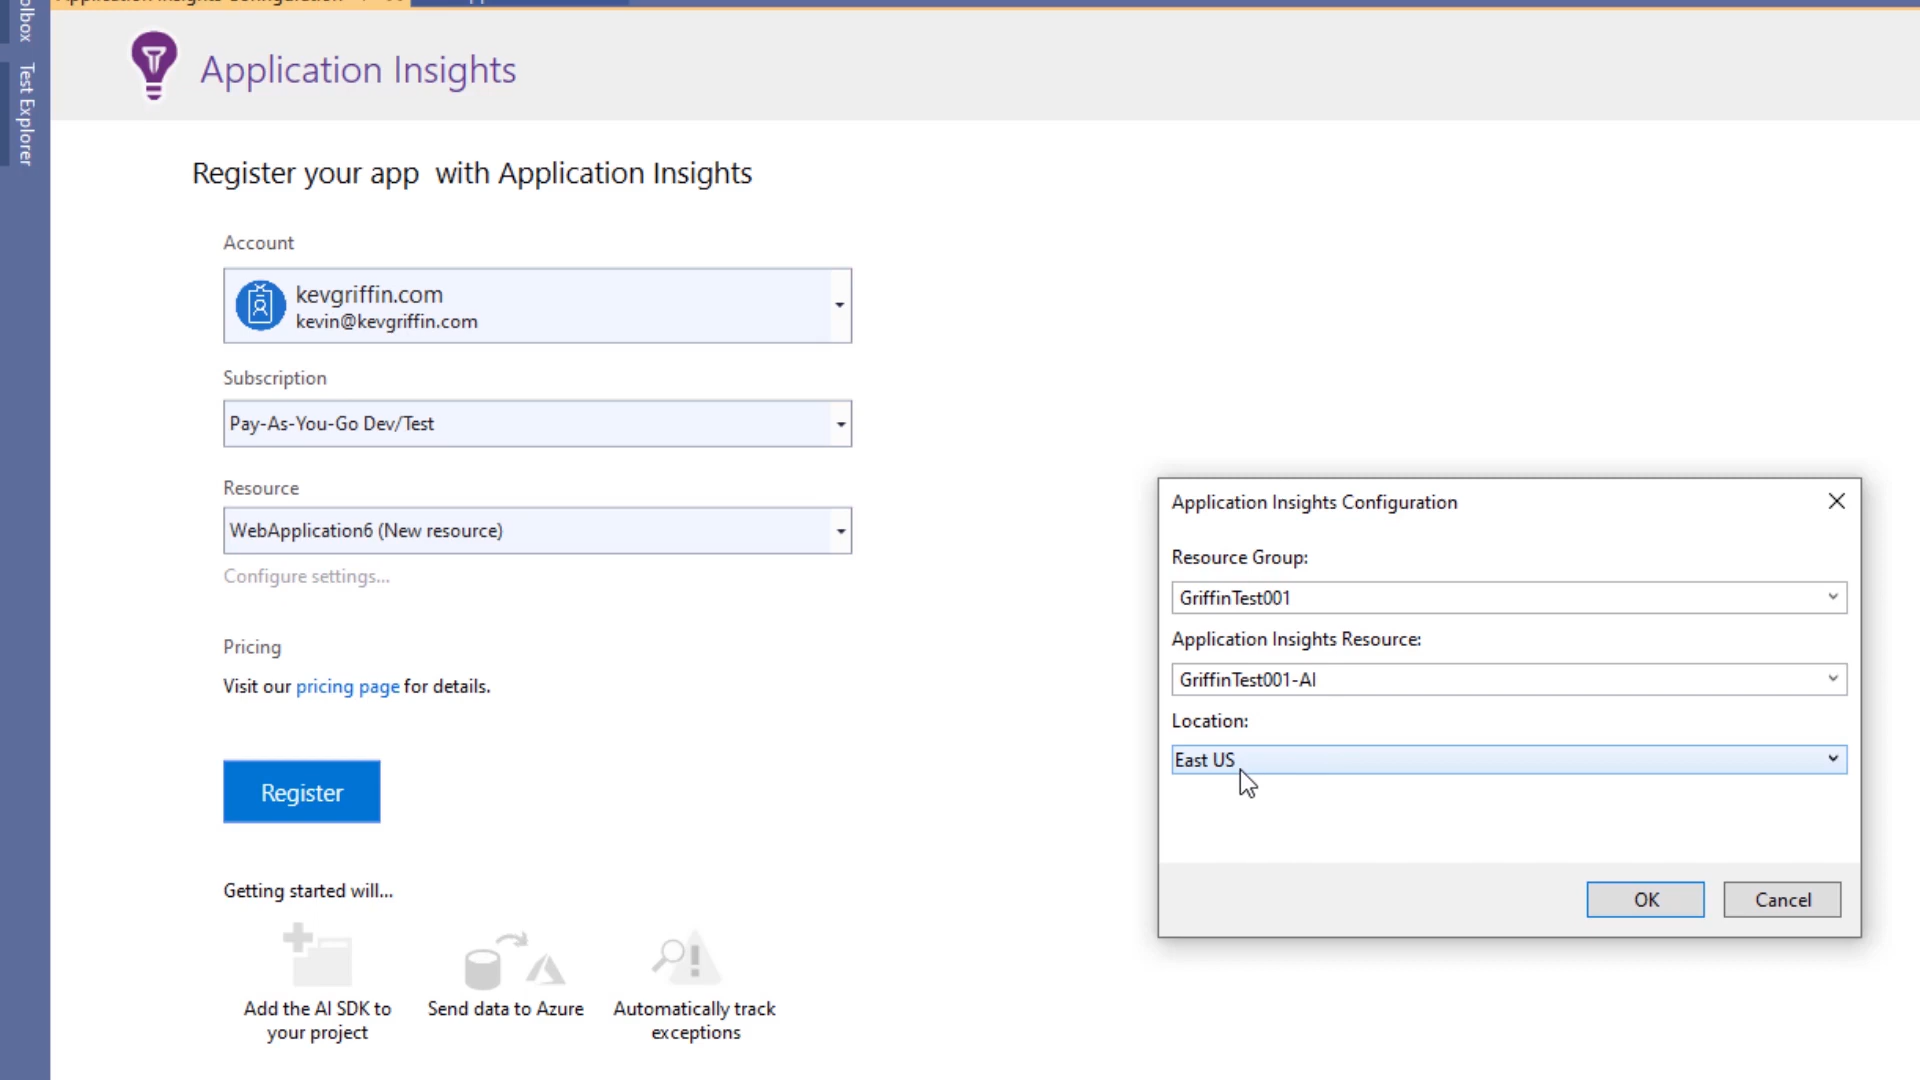 Test Explorer
Application Insights
Register your app  with Application Insights
Account
kevgriffin.com
kevin@kevgriffin.com
Subscription
Pay-As-You-Go Dev/Test
Resource
WebApplication6 (New resource)
Configure settings...
Pricing
Visit our pricing page for details.
Register
Getting started will...
Add the AI SDK to
your project
Send data to Azure
Automatically track
exceptions
Application Insights Configuration
Resource Group:
GriffinTest001
Application Insights Resource:
GriffinTest001-AI
Location:
East US
OK
Cancel